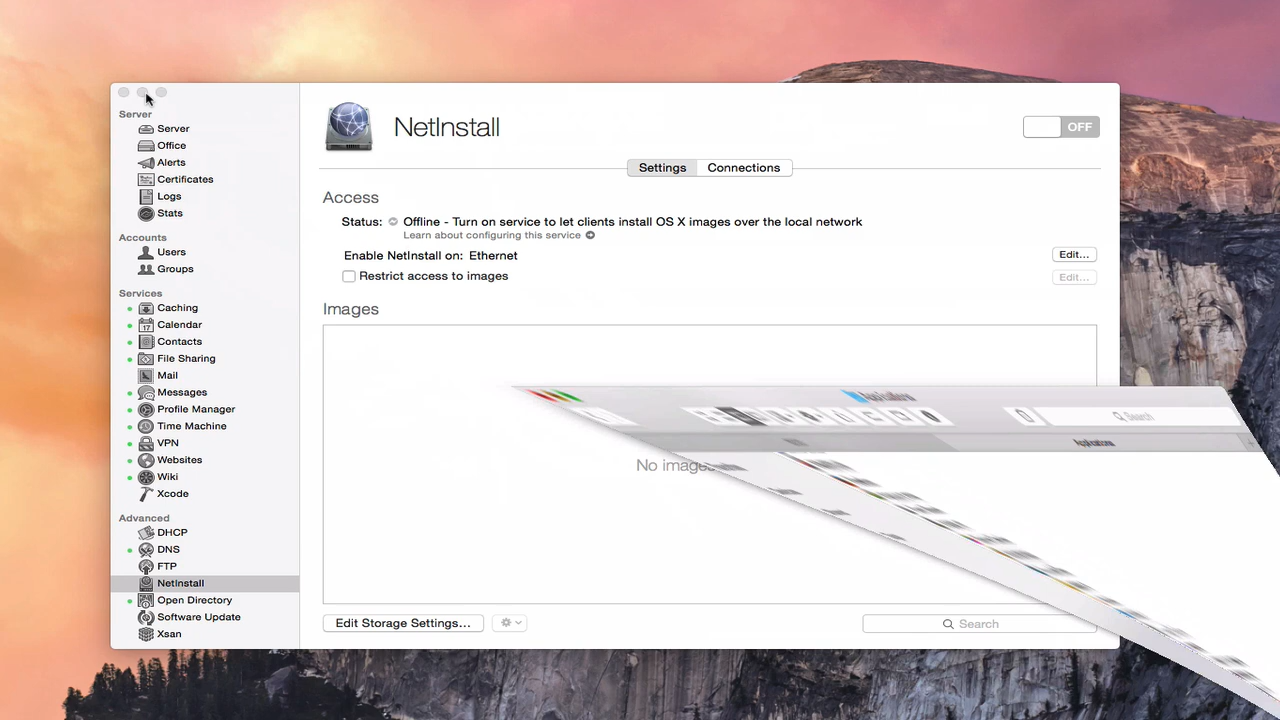 Server
Server
Office
Alerts
Certificates
Logs
Stats
Accounts
Users
Groups
Services
Caching
Calendar
Contacts
File Sharing
Mail
Messages
Profile Manager
Time Machine
VPN
Websites
Wiki
Xcode
Advanced
DHCP
DNS
FTP
NetInstall
Open Directory
Software Update
Xsan
NetInstall
OFF
Settings Connections
Access
Status: Offline - Turn on service to let clients install OS X images over the local network
Learn about configuring this service
Enable NetInstall on: Ethernet Edit...
Restrict access to images Edit...
Images
17
Search
Applications
No images
Edit Storage Settings... Search